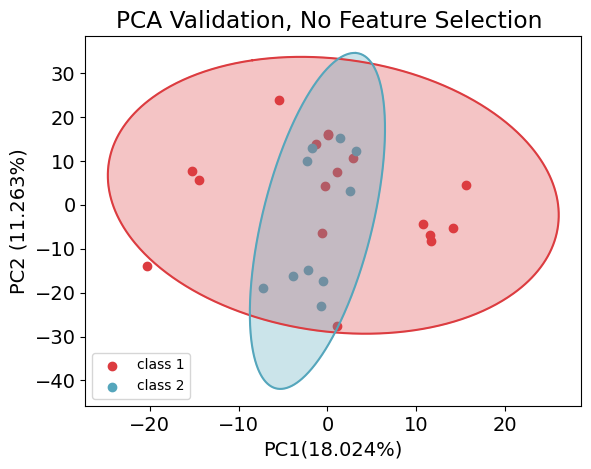 PCA Validation, No Feature Selection
PC2 (11.263%)
30
20
10
0
−10
−20
−30
−40
class 1
class 2
−20
−10
0
10
20
PC1(18.024%)